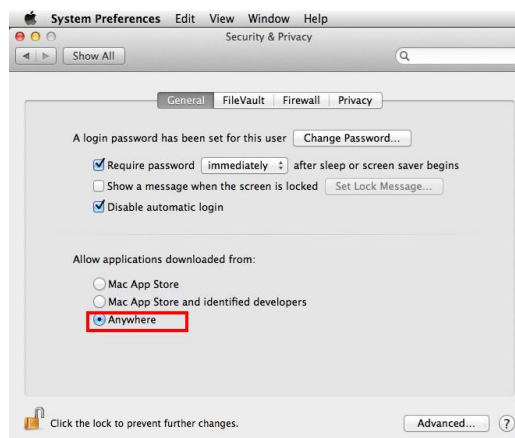 System Preferences Edit View Window Help
Security & Privacy
Show All
General FileVault Firewall Privacy
A login password has been set for this user Change Password...
Require password immediately after sleep or screen saver begins
Show a message when the screen is locked Set Lock Message...
Disable automatic login
Allow applications downloaded from:
Mac App Store
Mac App Store and identified developers
Anywhere
Click the lock to prevent further changes. Advanced... ?